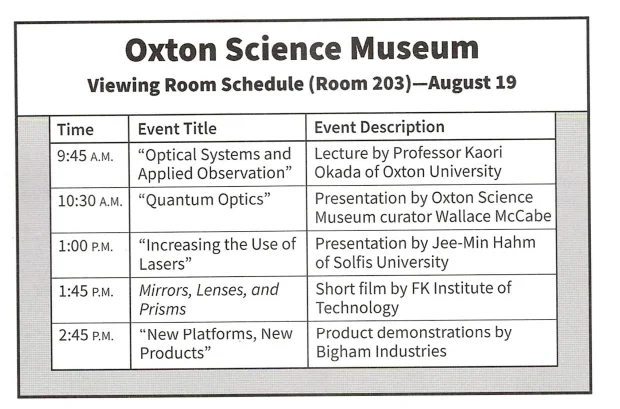 Oxton Science Museum
Viewing Room Schedule (Room 203)—August 19
Time Event Title Event Description
9:45 A.M. “Optical Systems and Applied Observation” Lecture by Professor Kaori Okada of Oxton University
10:30 A.M. “Quantum Optics” Presentation by Oxton Science Museum curator Wallace McCabe
1:00 P.M. “Increasing the Use of Lasers” Presentation by Jee-Min Hahm of Solfis University
1:45 P.M. Mirrors, Lenses, and Prisms Short film by FK Institute of Technology
2:45 P.M. “New Platforms, New Products” Product demonstrations by Bigham Industries